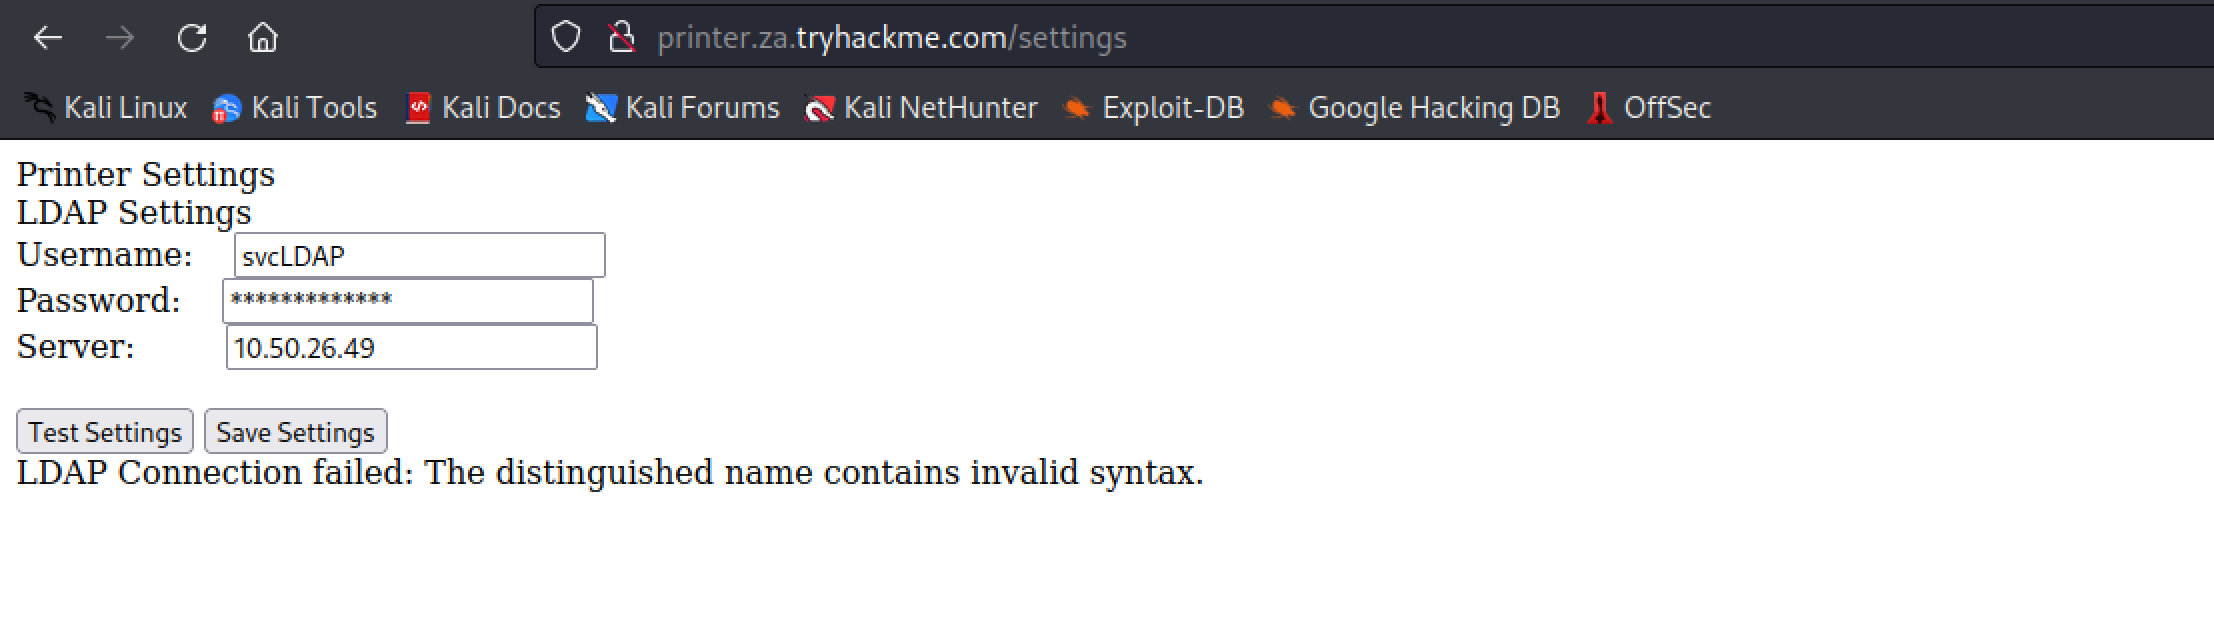 printer.za.tryhackme.com/settings
Kali Linux Kali Tools Kali Docs Kali Forums Kali NetHunter Exploit-DB Google Hacking DB OffSec
Printer Settings
LDAP Settings
Username: svcLDAP
Password: *************
Server: 10.50.26.49
Test Settings Save Settings
LDAP Connection failed: The distinguished name contains invalid syntax.